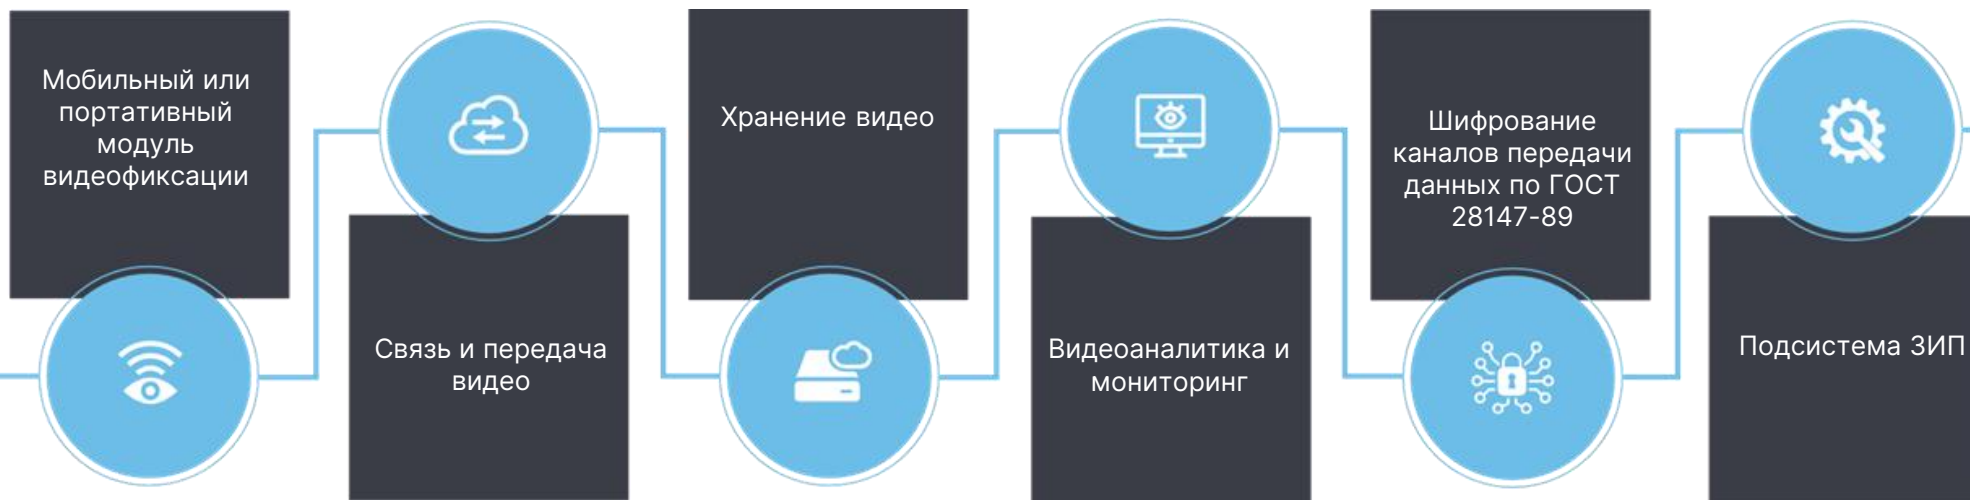 Мобильный или
портативный
модуль
видеофиксации
Связь и передача
видео
Хранение видео
Видеоаналитика и
мониторинг
Шифрование
каналов передачи
данных по ГОСТ
28147-89
Подсистема ЗИП